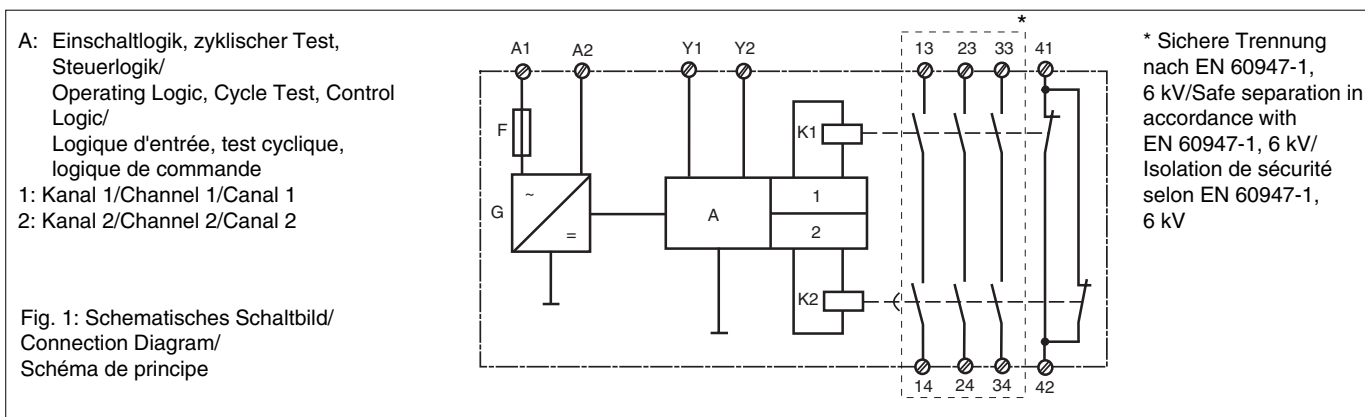 A: Einschaltlogik, zyklischer Test,
Steuerlogik/
Operating Logic, Cycle Test, Control
Logic/
Logique d'entrée, test cyclique,
logique de commande
1: Kanal 1/Channel 1/Canal 1
2: Kanal 2/Channel 2/Canal 2
Fig. 1: Schematisches Schaltbild/
Connection Diagram/
Schéma de principe
*
A1 A2 Y1 Y2 13 23 33 41
F
K1
~
G
=
A
1
2
K2
14 24 34 42
* Sichere Trennung
nach EN 60947-1,
6 kV/Safe separation in
accordance with
EN 60947-1, 6 kV/
Isolation de sécurité
selon EN 60947-1,
6 kV